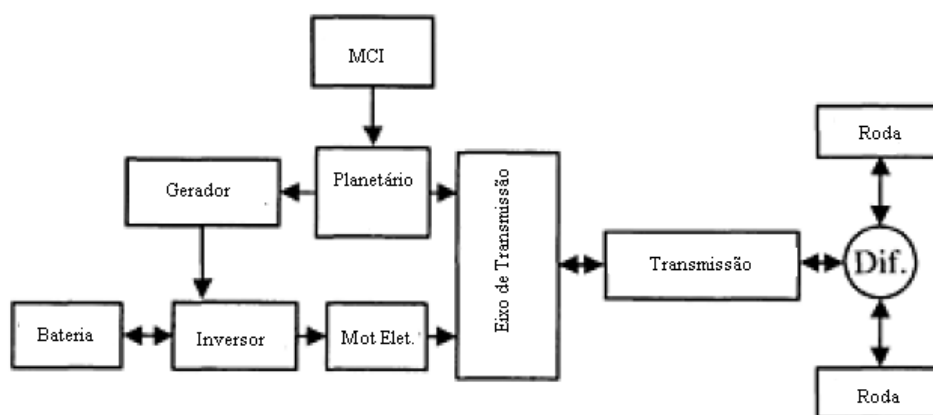 MCI
Roda
Gerador
Planetário
Eixo de Transmissão
Transmissão
Dif.
Bateria
Inversor
Mot Elet.
Roda